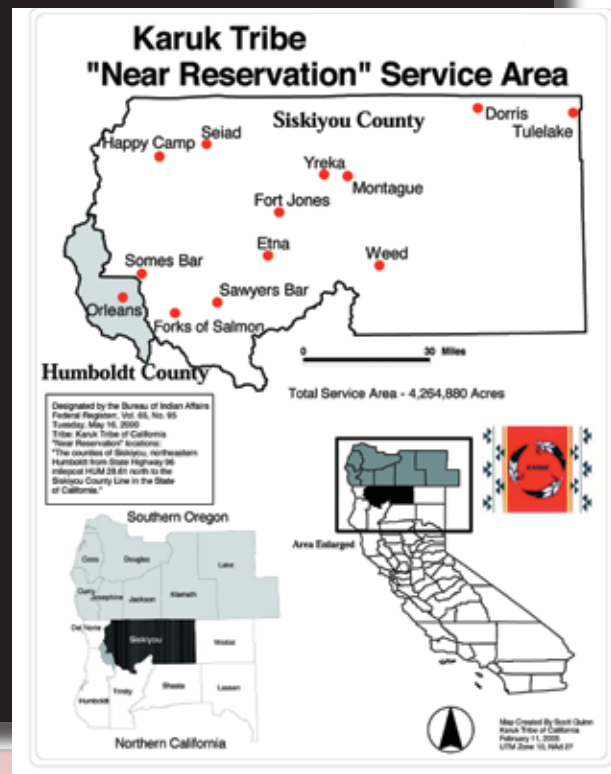 Karuk Tribe
"Near Reservation" Service Area
Siskiyou County
Dorris
Tulelake
Seiad
Happy Camp
Yreka
Montague
Fort Jones
Etna
Weed
Somes Bar
Sawyers Bar
Orleans
Forks of Salmon
Humboldt County
0 30 Miles
Total Service Area - 4,264,880 Acres
Designated by the Bureau of Indian Affairs
Federal Register, Vol. 65, No. 95
Tuesday, May 16, 2000
Tribe: Karuk Tribe of California
"Near Reservation" locations:
"The counties of Siskiyou, northeastern
Humboldt from State Highway 96
milepost HUM 28.61 north to the
Siskiyou County Line in the State
of California."
KARUK
Area Enlarged
Southern Oregon
Coos
Douglas
Lake
Curry
Josephine
Jackson
Klamath
Del Norte
Siskiyou
Modoc
Humboldt
Trinity
Shasta
Lassen
Northern California
Map Created By Scott Quinn
Karuk Tribe of California
February 11, 2005
UTM Zone 10, NAd 27